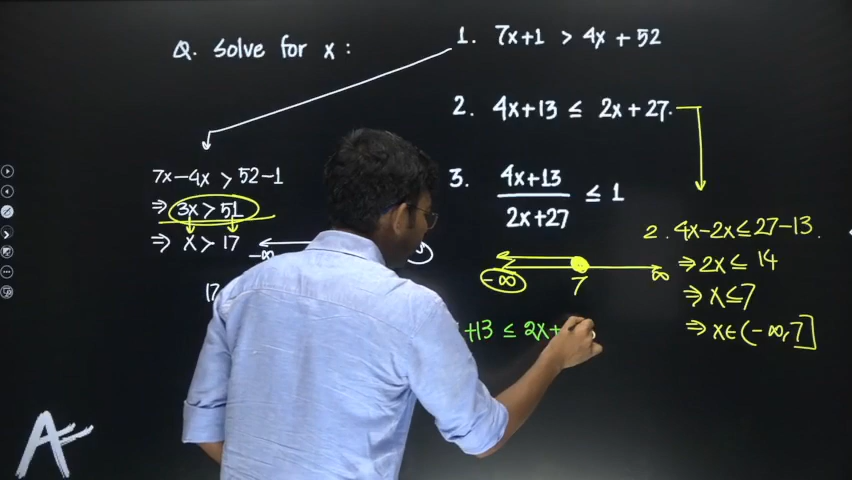 Q. Solve for x :
1. 7x+1 > 4x + 52
2. 4x+13 ≤ 2x+27.
3. 4x+13 / 2x+27 ≤ 1
7x-4x > 52-1
⇒ 3x > 51
⇒ x > 17
-∞
17
-∞ 7 ∞
+13 ≤ 2x+
2. 4x-2x ≤ 27-13.
⇒ 2x ≤ 14
⇒ x ≤ 7
⇒ x ∈ (-∞, 7]